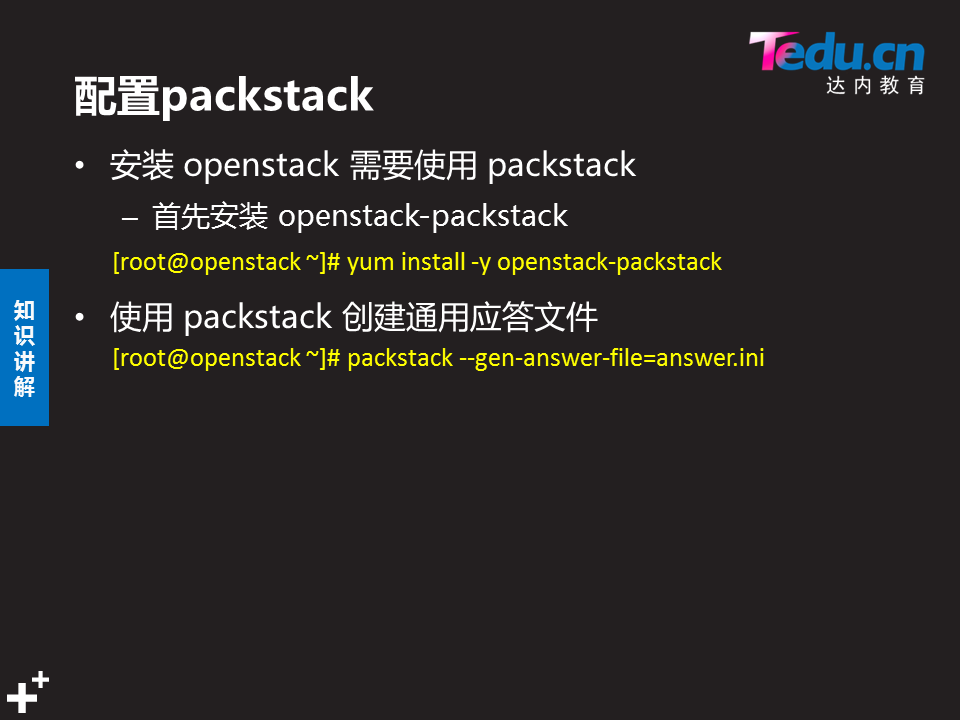 Tedu.cn
达内教育
配置packstack
• 安装 openstack 需要使用 packstack
– 首先安装 openstack-packstack
[root@openstack ~]# yum install -y openstack-packstack
• 使用 packstack 创建通用应答文件
[root@openstack ~]# packstack --gen-answer-file=answer.ini
知
识
讲
解